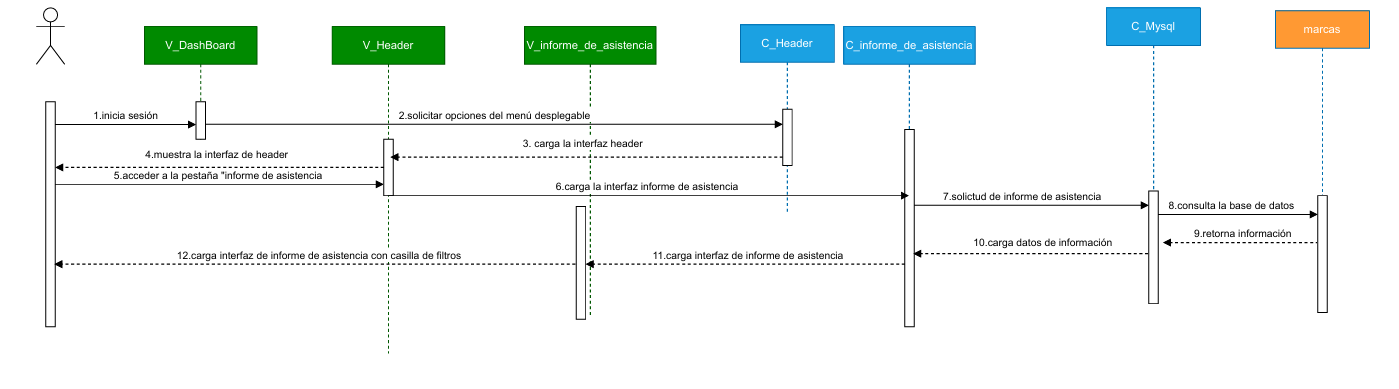 V_DashBoard
V_Header
V_informe_de_asistencia
C_Header
C_informe_de_asistencia
C_Mysql
marcas
1.inicia sesión
2.solicitar opciones del menú desplegable
3. carga la interfaz header
4.muestra la interfaz de header
5.acceder a la pestaña "informe de asistencia
6.carga la interfaz informe de asistencia
7.solictud de informe de asistencia
8.consulta la base de datos
9.retorna información
10.carga datos de información
11.carga interfaz de informe de asistencia
12.carga interfaz de informe de asistencia con casilla de filtros